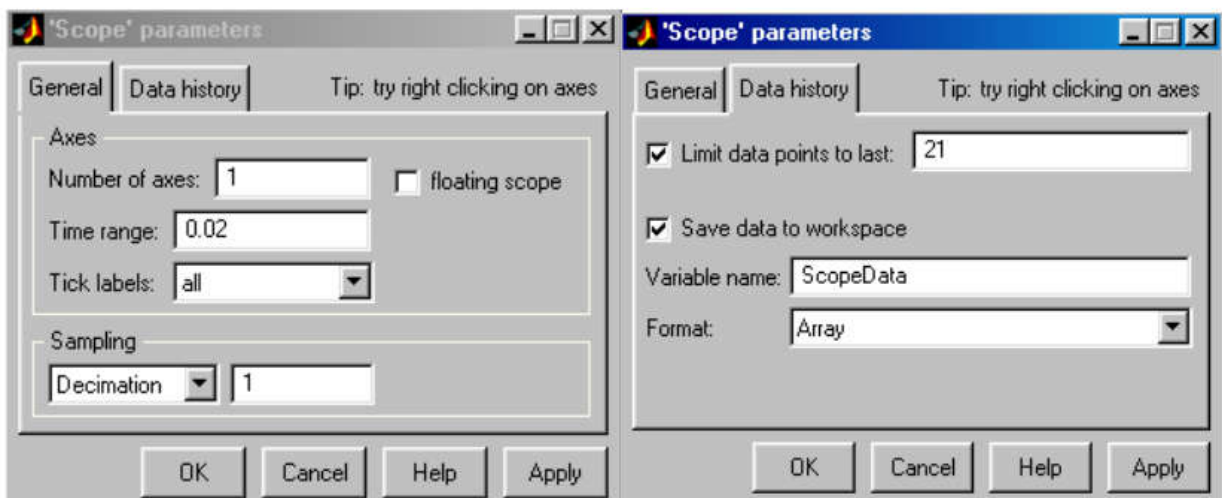 'Scope' parameters
General Data history Tip: try right clicking on axes
Axes
Number of axes: 1 floating scope
Time range: 0.02
Tick labels: all
Sampling
Decimation 1
OK Cancel Help Apply
'Scope' parameters
General Data history Tip: try right clicking on axes
Limit data points to last: 21
Save data to workspace
Variable name: ScopeData
Format: Array
OK Cancel Help Apply